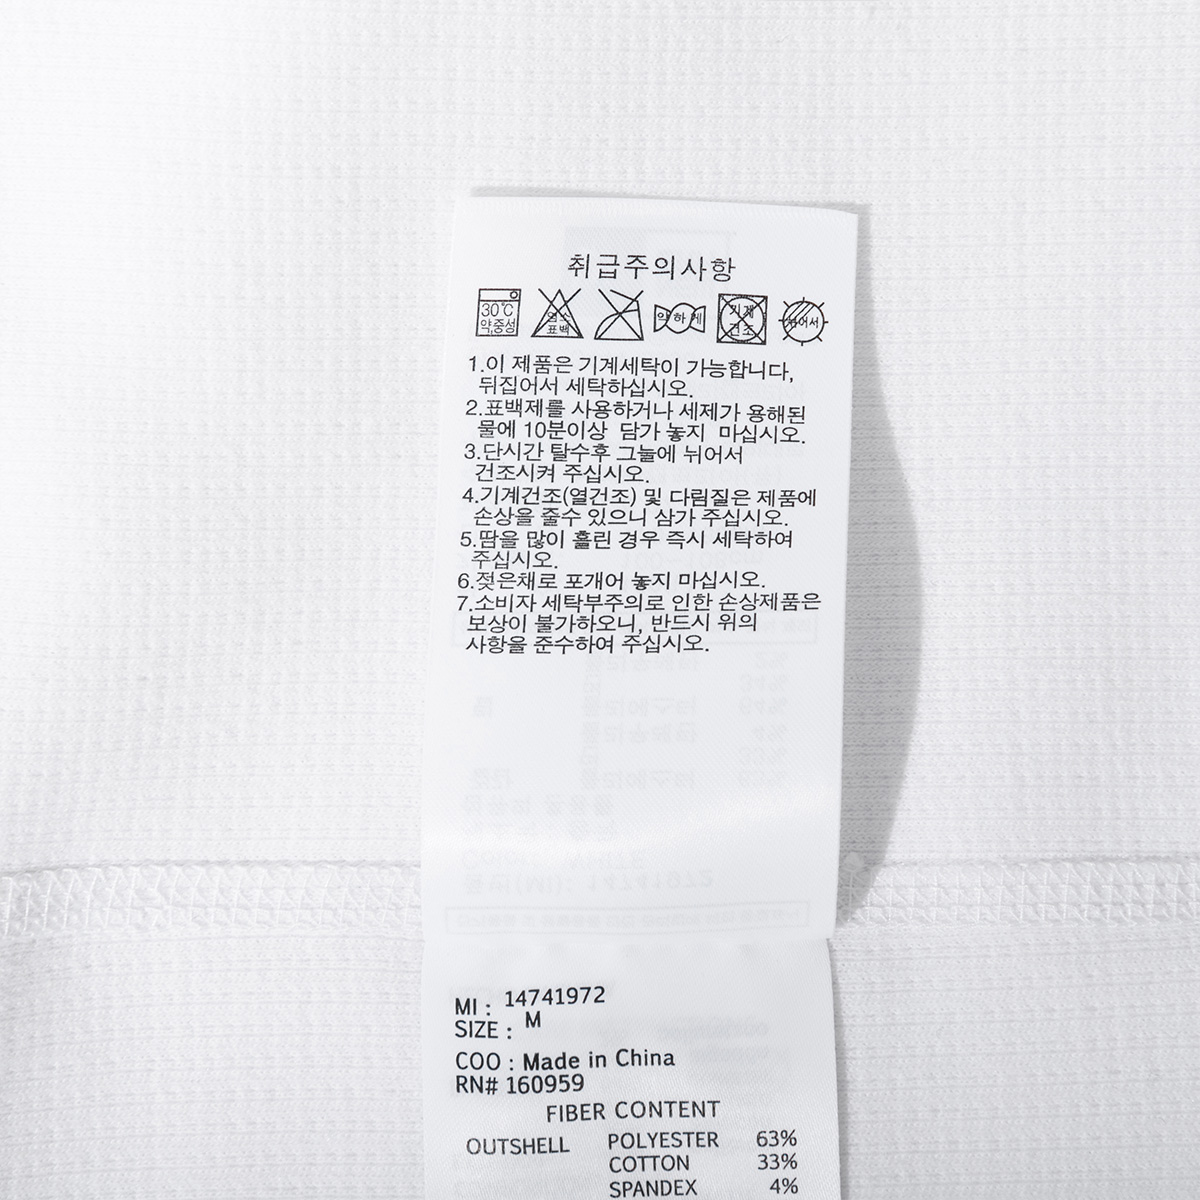 취급주의사항
30℃
약,중성
염소
표백
약하게
기계
건조
뉘어서
1.이 제품은 기계세탁이 가능합니다,
뒤집어서 세탁하십시오.
2.표백제를 사용하거나 세제가 용해된
물에 10분이상 담가 놓지 마십시오.
3.단시간 탈수후 그늘에 뉘어서
건조시켜 주십시오.
4.기계건조(열건조) 및 다림질은 제품에
손상을 줄수 있으니 삼가 주십시오.
5.땀을 많이 흘린 경우 즉시 세탁하여
주십시오.
6.젖은채로 포개어 놓지 마십시오.
7.소비자 세탁부주의로 인한 손상제품은
보상이 불가하오니, 반드시 위의
사항을 준수하여 주십시오.
MI : 14741972
SIZE : M
COO : Made in China
RN# 160959
FIBER CONTENT
OUTSHELL POLYESTER 63%
COTTON 33%
SPANDEX 4%